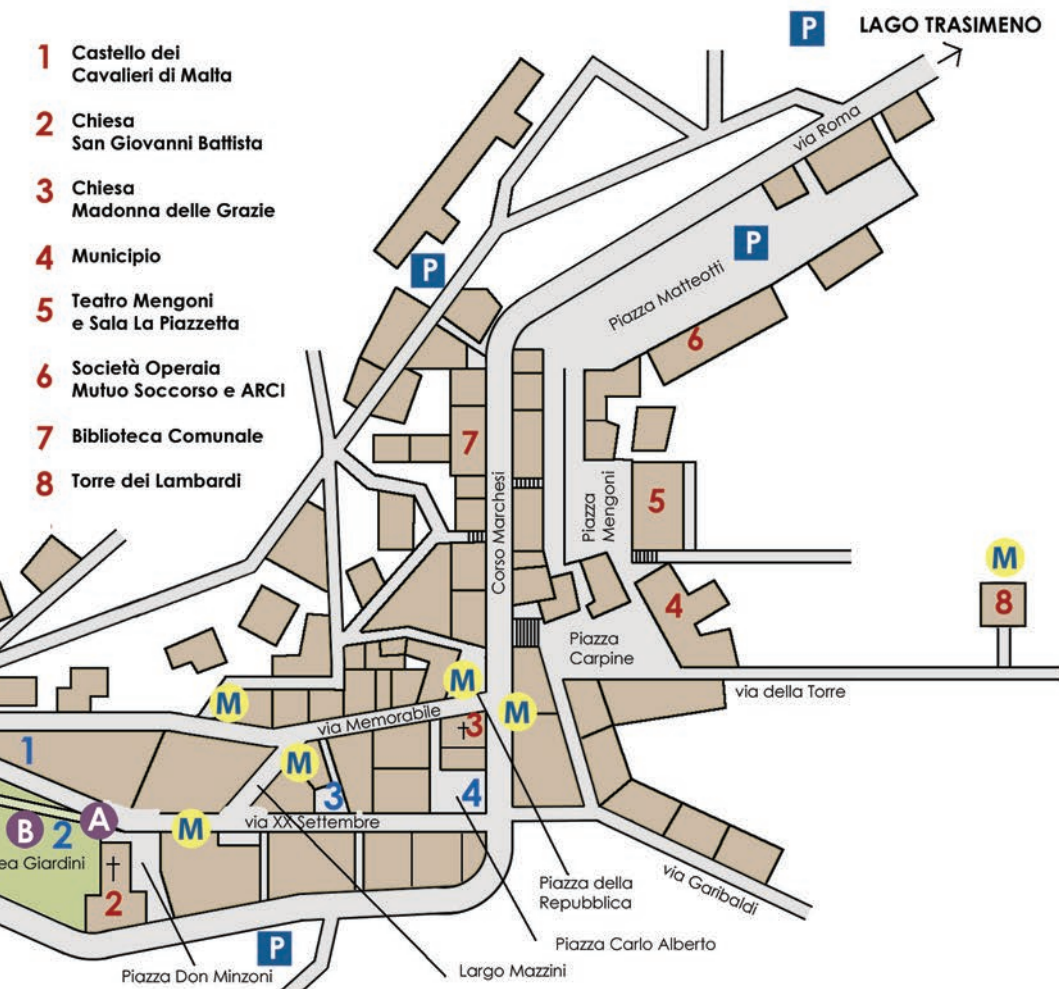 P
LAGO TRASIMENO
1 Castello dei
Cavalieri di Malta
2 Chiesa
San Giovanni Battista
3 Chiesa
Madonna delle Grazie
4 Municipio
5 Teatro Mengoni
e Sala La Piazzetta
6 Società Operaia
Mutuo Soccorso e ARCI
7 Biblioteca Comunale
8 Torre dei Lambardi
via Roma
P
P
Piazza Matteotti
6
7
Corso Marchesi
Piazza
Mengoni
5
M
8
4
Piazza
Carpine
via della Torre
M
M
M
via Memorabile
3
1
M
3
4
B
2
A
M
via XX Settembre
ea Giardini
2
via Garibaldi
Piazza della
Repubblica
P
Piazza Carlo Alberto
Largo Mazzini
Piazza Don Minzoni